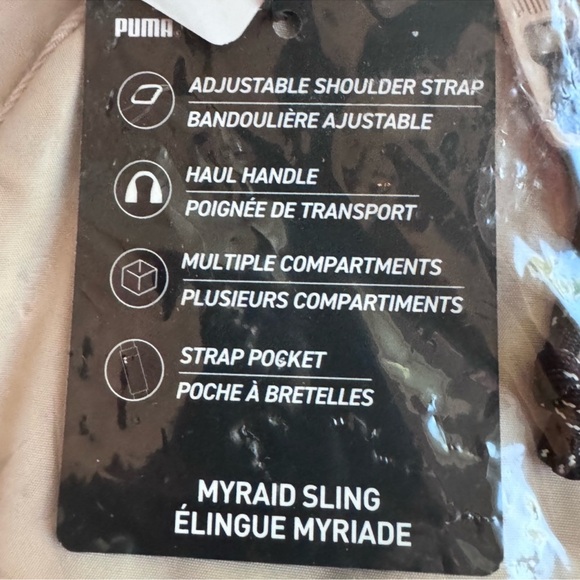 PUMA
ADJUSTABLE SHOULDER STRAP
BANDOULIÈRE AJUSTABLE
HAUL HANDLE
POIGNÉE DE TRANSPORT
MULTIPLE COMPARTMENTS
PLUSIEURS COMPARTIMENTS
STRAP POCKET
POCHE À BRETELLES
MYRAID SLING
ÉLINGUE MYRIADE